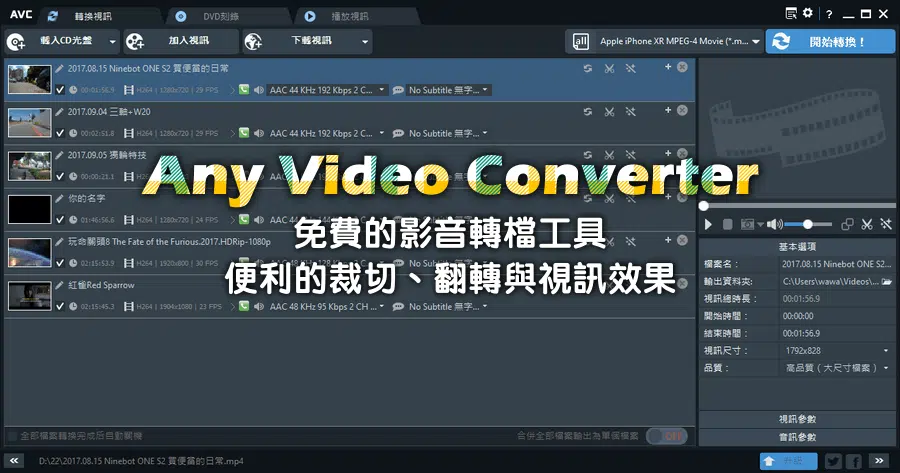 AVC 轉換視訊 DVD刻錄 播放視訊 ?
載入CD光盤 加入視訊 下載視訊 all Apple iPhone XR MPEG-4 Movie (*.m... 開始轉換！
2017.08.15 Ninebot ONE S2 買便當的日常
00:01:56.9 H264 | 1280x720 | 29 FPS AAC 44 KHz 192 Kbps 2 C... No Subtitle 無字...
2017.09.04 三輪+W20
00:02:51.8 H264 | 1280x720 | 29 FPS AAC 44 KHz 192 Kbps 2 C... No Subtitle 無字...
2017.09.05 獨輪特技
00:00:21.1
Any Video Converter
你的名字
01:46:56.8
免費的影音轉檔工具
玩命關頭8 The Fate of the Furious.2017.HDRip-1080p
02:15:53.9
便利的裁切、翻轉與視訊效果
紅雀Red Sparrow
02:15:45.3 H264 | 1904x1080 | 23 FPS AAC 48 KHz 95 Kbps 2 CH ... No Subtitle 無字...
基本選項
檔案名： 2017.08.15 Ninebot ONE S2...
輸出資料夾: C:\Users\wawa\Videos\...
視訊總時長： 00:01:56.9
開始時間： 00:00:00
結束時間： 00:01:56.9
視訊尺寸： 1792x828
品質： 高品質（大尺寸檔案）
視訊參數
音訊參數
全部檔案轉換完成后自動關機 合併全部檔案輸出為單個檔案 OFF
D:\22\2017.08.15 Ninebot ONE S2 買便當的日常.mp4 升級